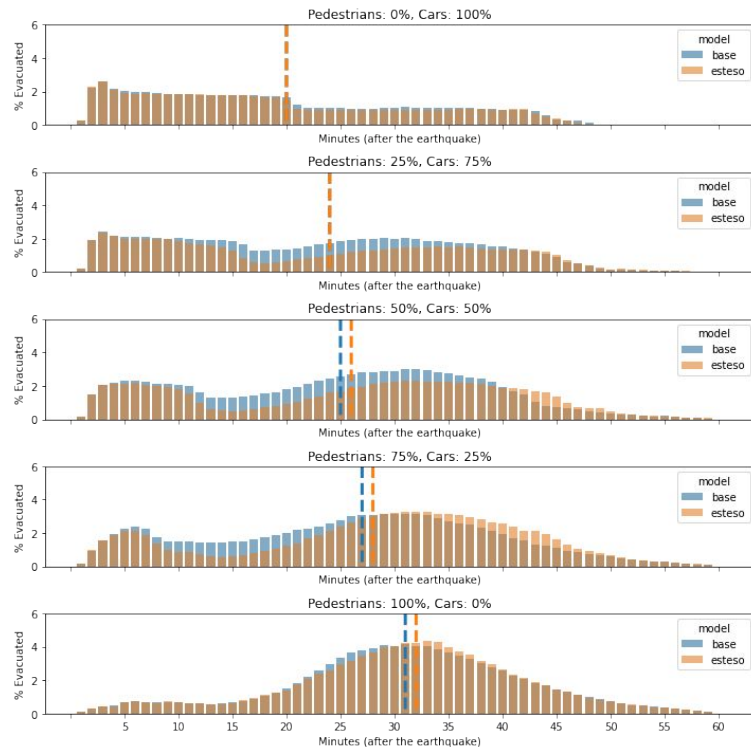 Pedestrians: 0%, Cars: 100%
6
4
2
0
% Evacuated
model
base
esteso
Minutes (after the earthquake)
Pedestrians: 25%, Cars: 75%
6
4
2
0
% Evacuated
model
base
esteso
Minutes (after the earthquake)
Pedestrians: 50%, Cars: 50%
6
4
2
0
% Evacuated
model
base
esteso
Minutes (after the earthquake)
Pedestrians: 75%, Cars: 25%
6
4
2
0
% Evacuated
model
base
esteso
Minutes (after the earthquake)
Pedestrians: 100%, Cars: 0%
6
4
2
0
% Evacuated
model
base
esteso
5 10 15 20 25 30 35 40 45 50 55 60
Minutes (after the earthquake)